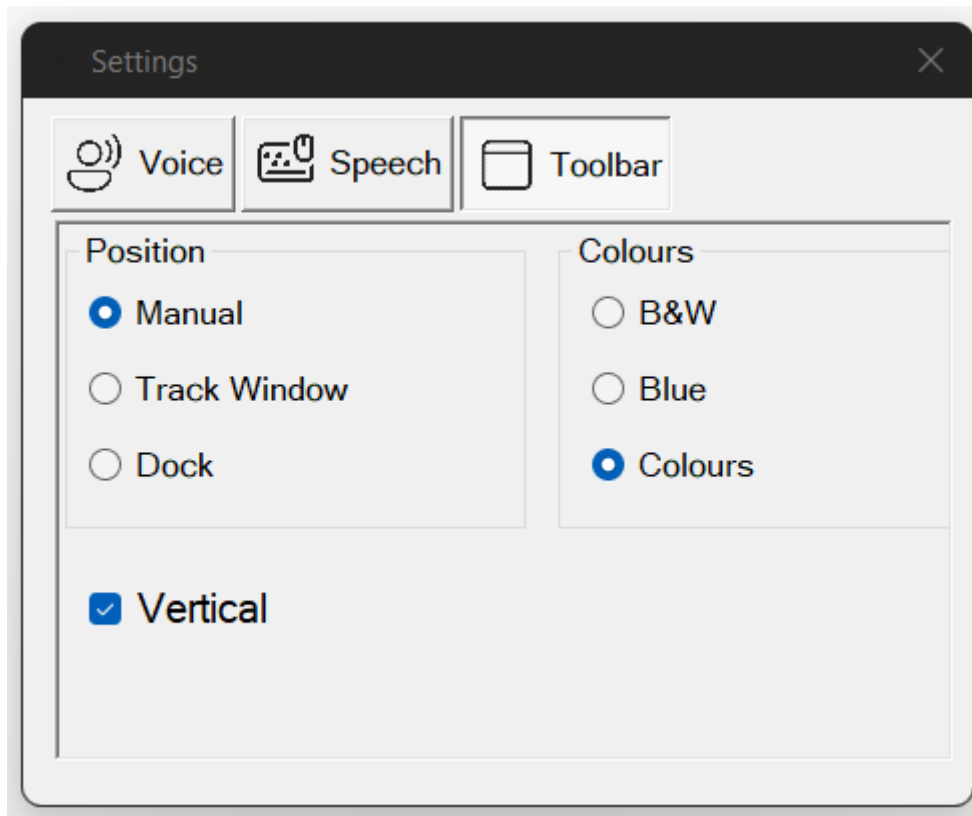 Settings
Voice Speech Toolbar
Position
Manual
Track Window
Dock
Colours
B&W
Blue
Colours
Vertical